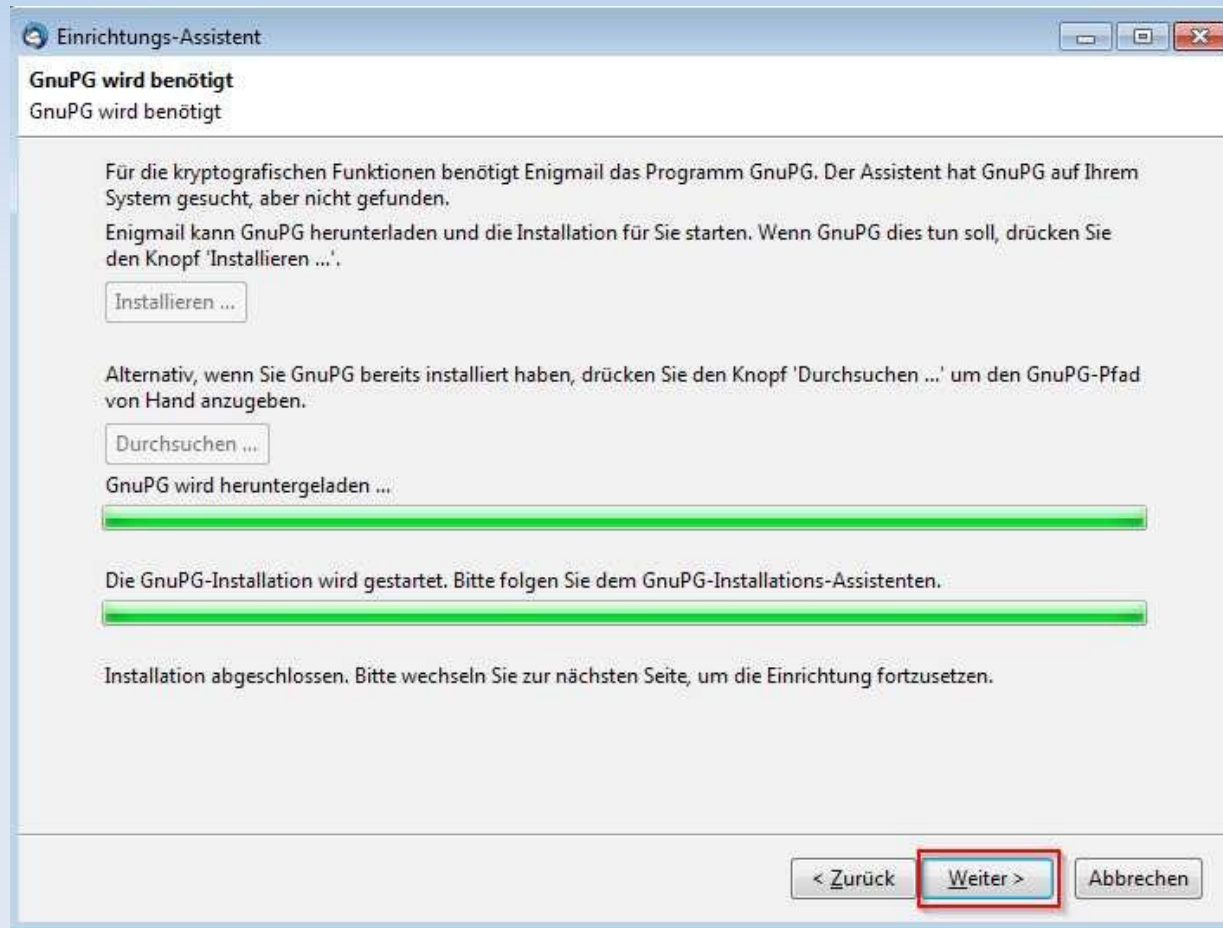 Einrichtungs-Assistent
GnuPG wird benötigt
GnuPG wird benötigt
Für die kryptografischen Funktionen benötigt Enigmail das Programm GnuPG. Der Assistent hat GnuPG auf Ihrem
System gesucht, aber nicht gefunden.
Enigmail kann GnuPG herunterladen und die Installation für Sie starten. Wenn GnuPG dies tun soll, drücken Sie
den Knopf 'Installieren ...'.
Installieren ...
Alternativ, wenn Sie GnuPG bereits installiert haben, drücken Sie den Knopf 'Durchsuchen ...' um den GnuPG-Pfad
von Hand anzugeben.
Durchsuchen ...
GnuPG wird heruntergeladen ...
Die GnuPG-Installation wird gestartet. Bitte folgen Sie dem GnuPG-Installations-Assistenten.
Installation abgeschlossen. Bitte wechseln Sie zur nächsten Seite, um die Einrichtung fortzusetzen.
< Zurück Weiter > Abbrechen